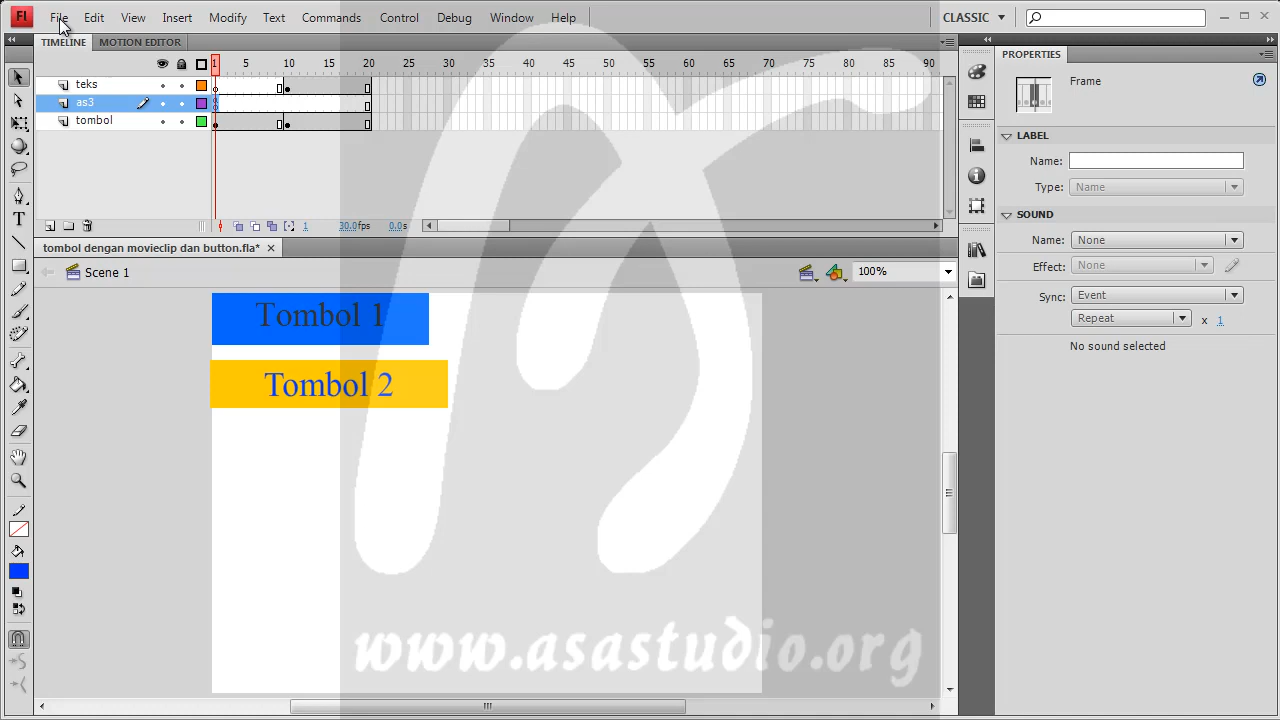 Fl File Edit View Insert Modify Text Commands Control Debug Window Help CLASSIC
TIMELINE MOTION EDITOR
PROPERTIES
1 5 10 15 20 25 30 35 40 45 50 55 60 65 70 75 80 85 90
teks
as3
tombol
Frame
LABEL
Name:
Type: Name
SOUND
1 30.0fps 0.0s
Name: None
tombol dengan movieclip dan button.fla*
Effect: None
Scene 1 100%
Sync: Event
Repeat x 1
No sound selected
Tombol 1
Tombol 2
www.asastudio.org